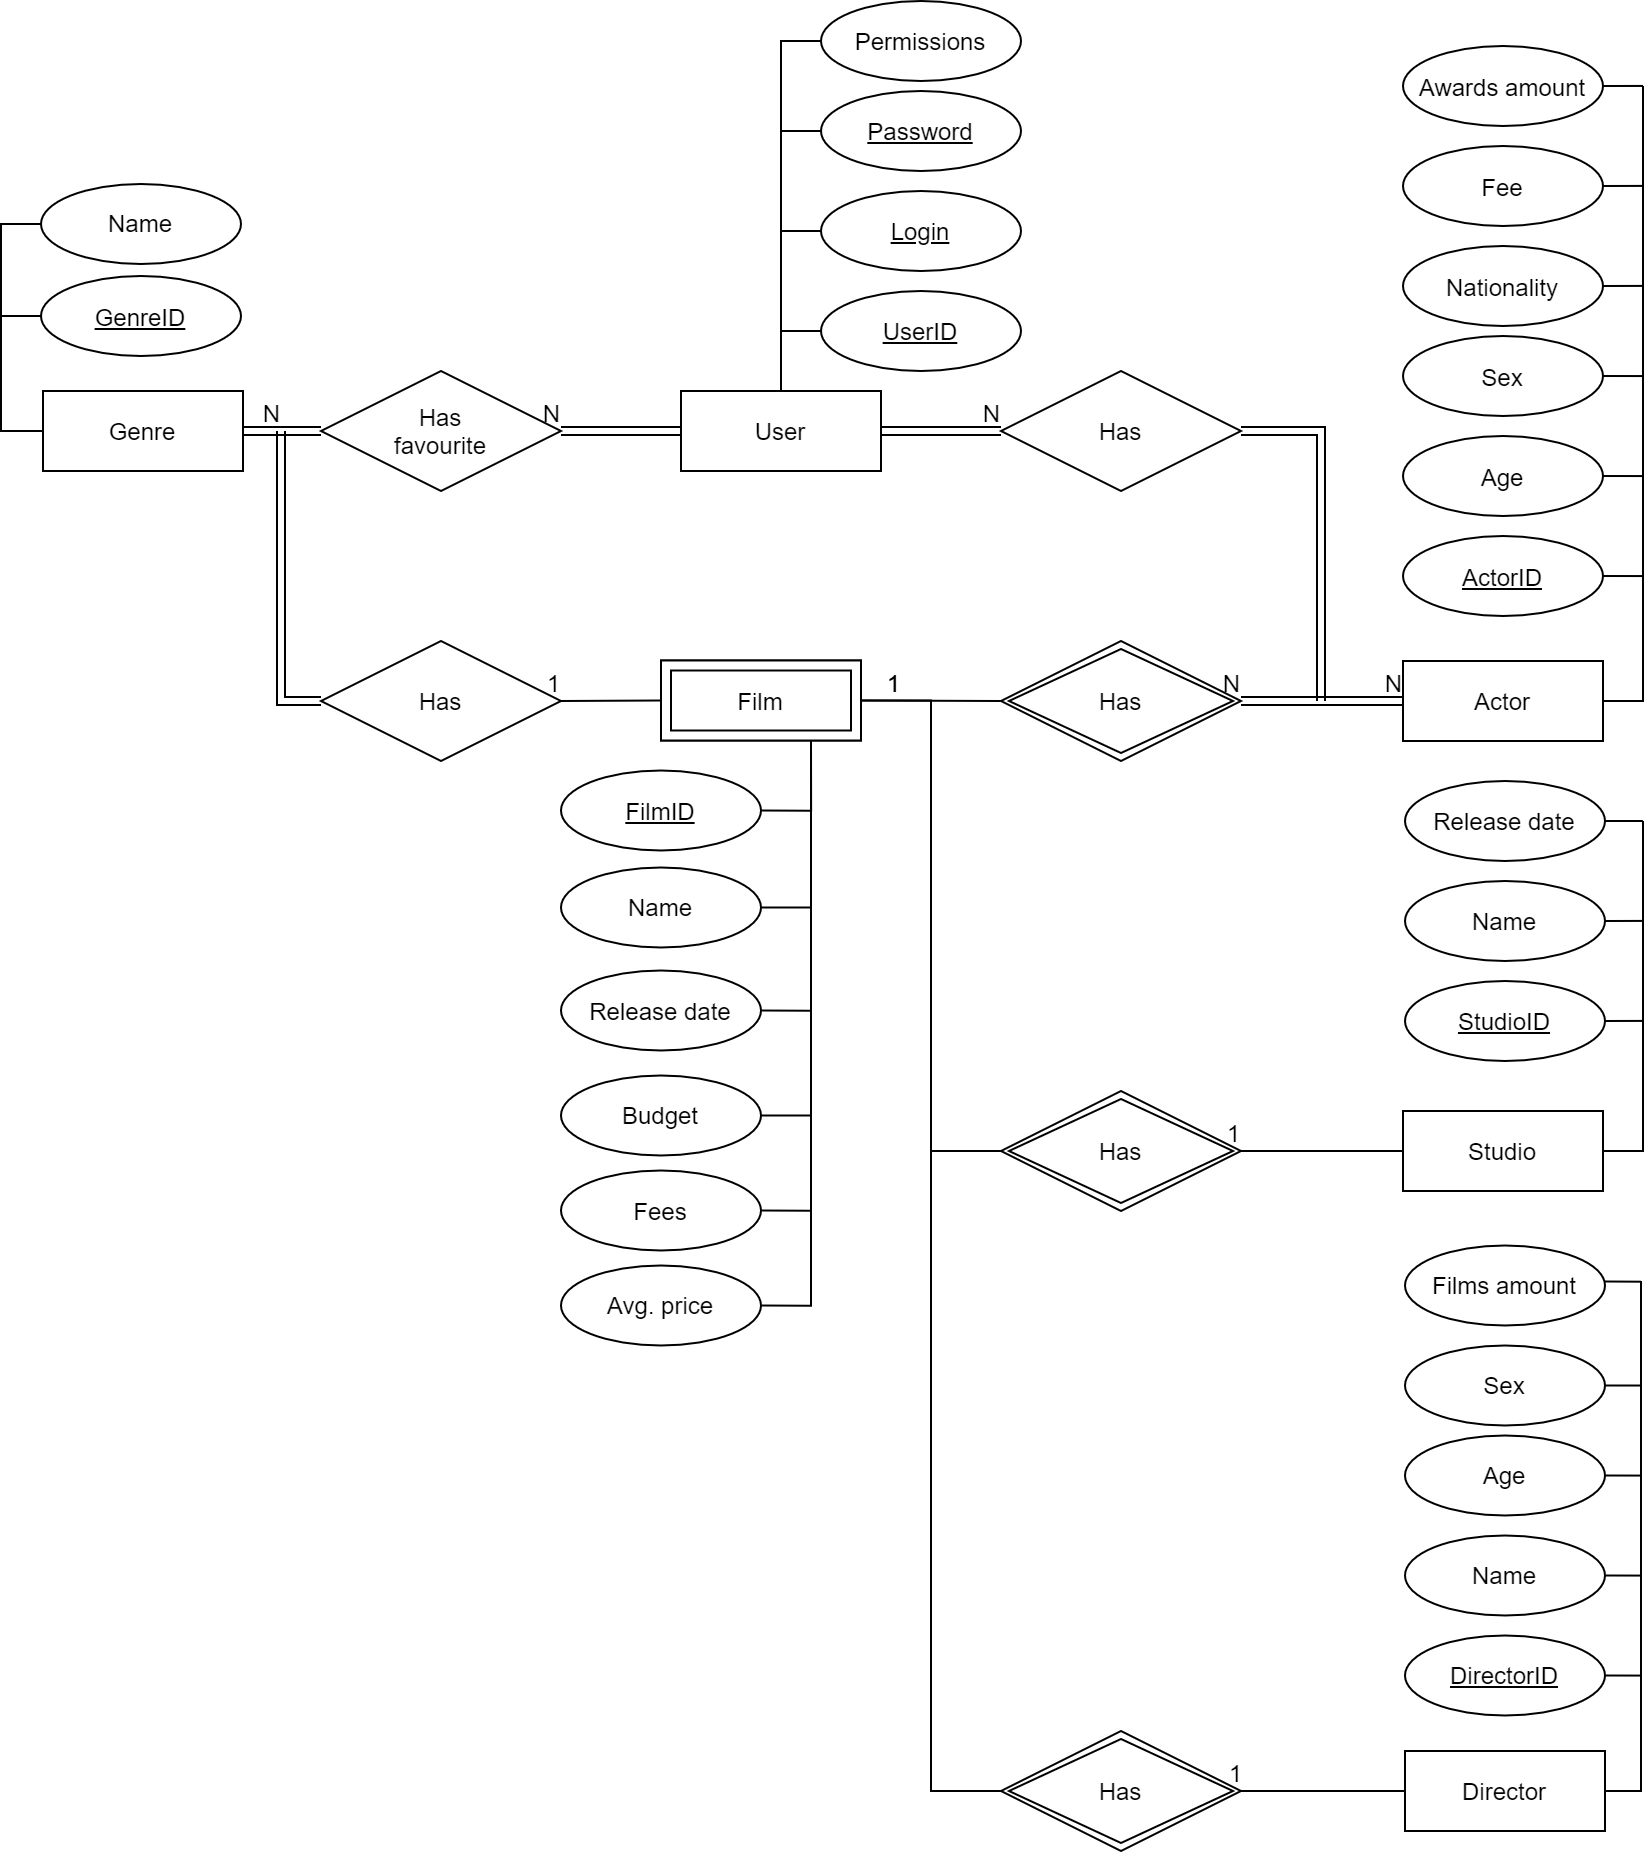 Permissions
Password
Login
UserID
Awards amount
Fee
Nationality
Sex
Age
ActorID
Name
GenreID
Genre
N
Has
favourite
N
User
N
Has
Has
1
Film
1
Has
N
N
Actor
FilmID
Name
Release date
Budget
Fees
Avg. price
Release date
Name
StudioID
Has
1
Studio
Films amount
Sex
Age
Name
DirectorID
Has
1
Director